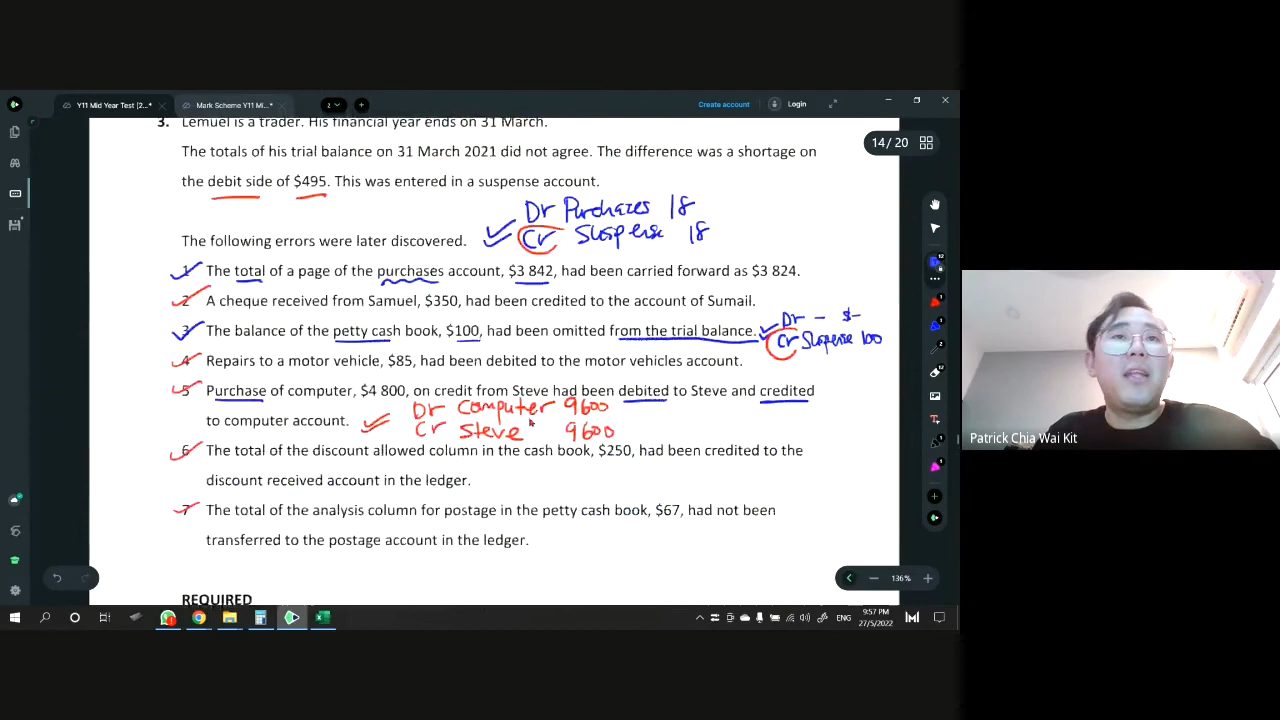 Y11 Mid Year Test [2...*
Mark Scheme Y11 Mi...*
2
Create account
Login
3. Lemuel is a trader. His financial year ends on 31 March.
14 / 20
The totals of his trial balance on 31 March 2021 did not agree. The difference was a shortage on
the debit side of $495. This was entered in a suspense account.
Dr Purchases 18
Cr Suspense 18
The following errors were later discovered.
1 The total of a page of the purchases account, $3 842, had been carried forward as $3 824.
2 A cheque received from Samuel, $350, had been credited to the account of Sumail.
Dr – $–
3 The balance of the petty cash book, $100, had been omitted from the trial balance.
Cr Suspense 100
4 Repairs to a motor vehicle, $85, had been debited to the motor vehicles account.
5 Purchase of computer, $4 800, on credit from Steve had been debited to Steve and credited
to computer account.
Dr Computer 9600
Cr Steve 9600
6 The total of the discount allowed column in the cash book, $250, had been credited to the
discount received account in the ledger.
7 The total of the analysis column for postage in the petty cash book, $67, had not been
transferred to the postage account in the ledger.
136%
REQUIRED
Patrick Chia Wai Kit
ENG
9:57 PM
27/5/2022